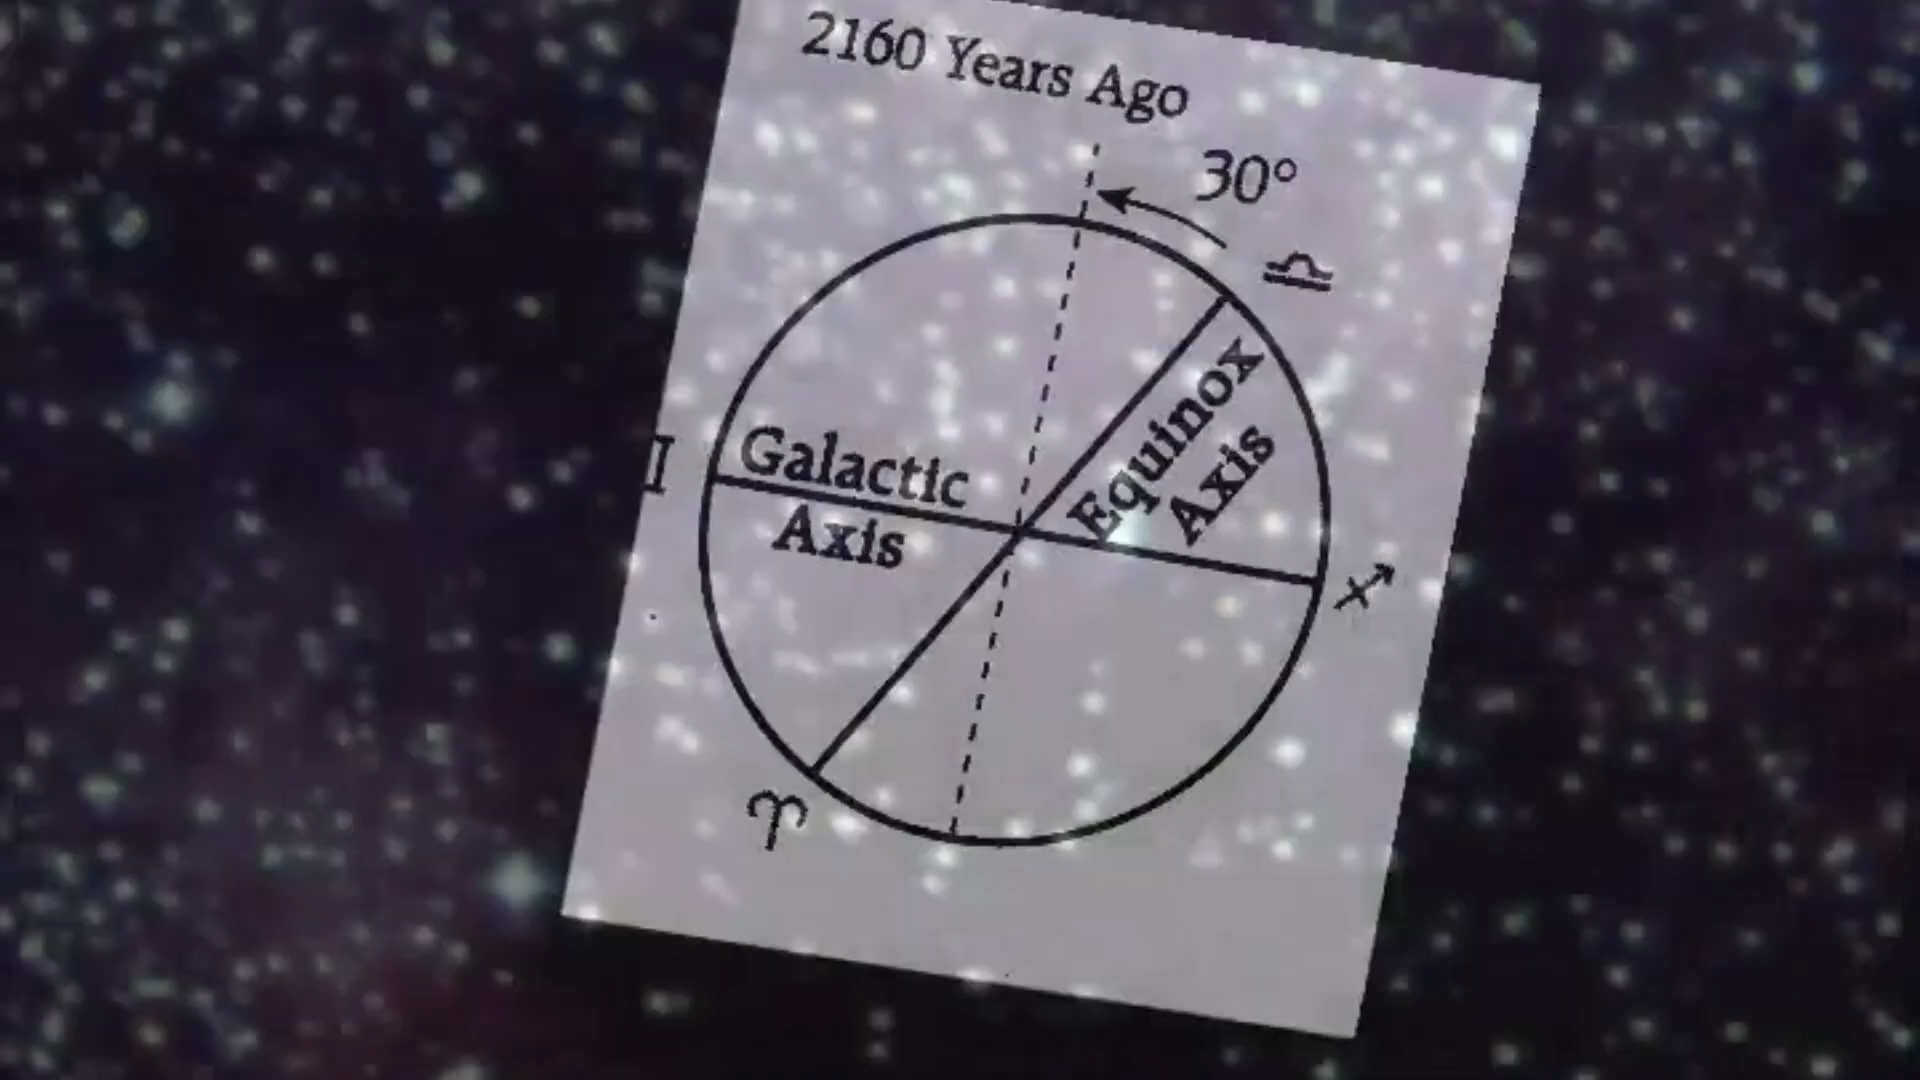 2160 Years Ago
30°
♎
Equinox
Axis
Galactic
Axis
♐
♈